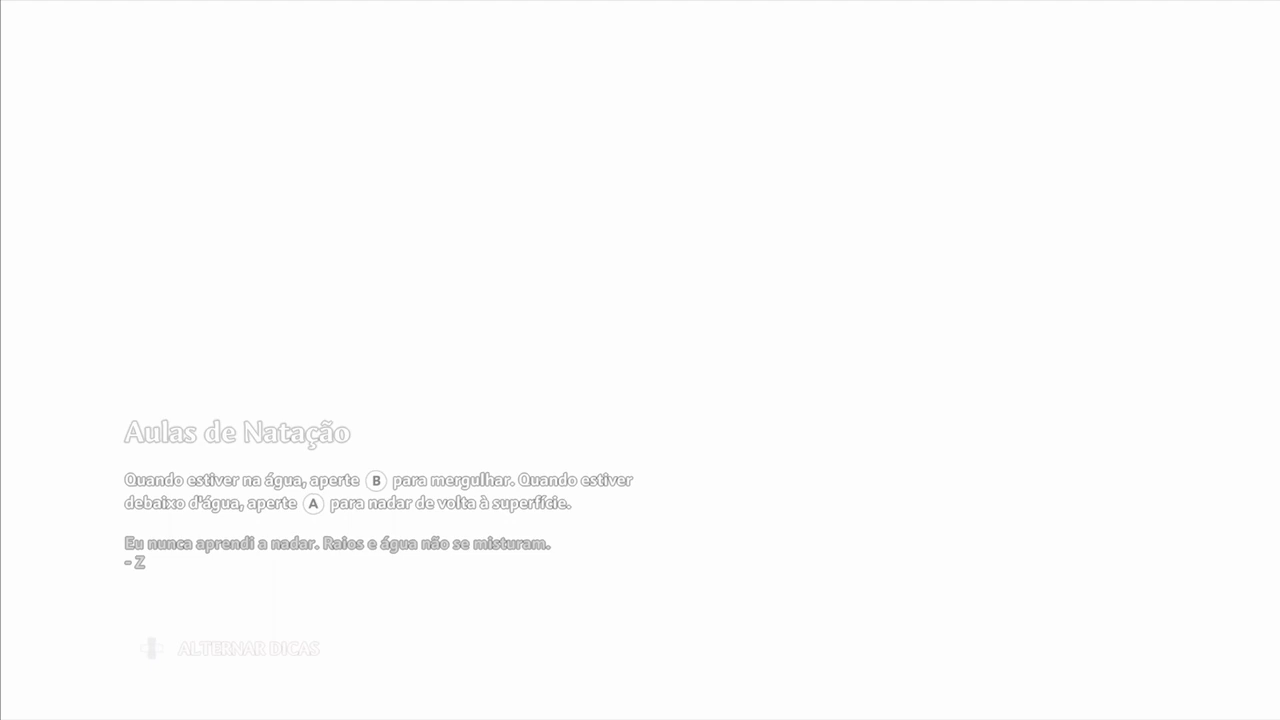 Aulas de Natação
Quando estiver na água, aperte B para mergulhar. Quando estiver
debaixo d'água, aperte A para nadar de volta à superfície.
Eu nunca aprendi a nadar. Raios e água não se misturam.
- Z
ALTERNAR DICAS